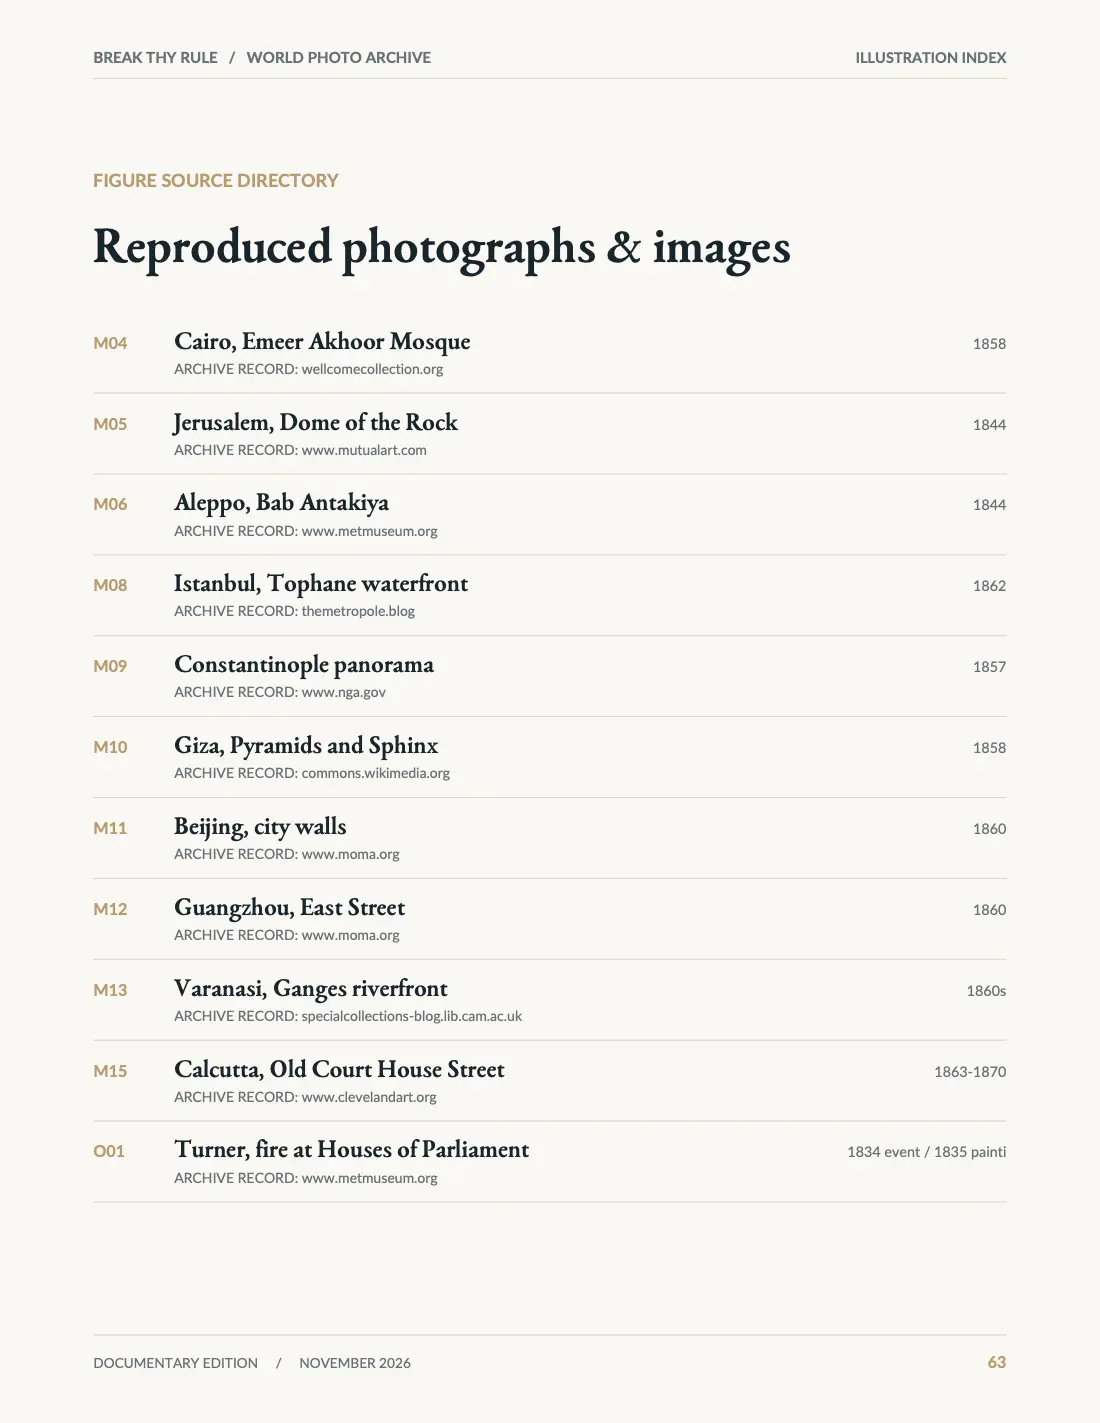 BREAK THY RULE / WORLD PHOTO ARCHIVE
ILLUSTRATION INDEX
FIGURE SOURCE DIRECTORY
Reproduced photographs & images
M04 Cairo, Emeer Akhoor Mosque 1858
ARCHIVE RECORD: wellcomecollection.org
M05 Jerusalem, Dome of the Rock 1844
ARCHIVE RECORD: www.mutualart.com
M06 Aleppo, Bab Antakiya 1844
ARCHIVE RECORD: www.metmuseum.org
M08 Istanbul, Tophane waterfront 1862
ARCHIVE RECORD: themetropole.blog
M09 Constantinople panorama 1857
ARCHIVE RECORD: www.nga.gov
M10 Giza, Pyramids and Sphinx 1858
ARCHIVE RECORD: commons.wikimedia.org
M11 Beijing, city walls 1860
ARCHIVE RECORD: www.moma.org
M12 Guangzhou, East Street 1860
ARCHIVE RECORD: www.moma.org
M13 Varanasi, Ganges riverfront 1860s
ARCHIVE RECORD: specialcollections-blog.lib.cam.ac.uk
M15 Calcutta, Old Court House Street 1863-1870
ARCHIVE RECORD: www.clevelandart.org
O01 Turner, fire at Houses of Parliament 1834 event / 1835 painti
ARCHIVE RECORD: www.metmuseum.org
DOCUMENTARY EDITION / NOVEMBER 2026
63